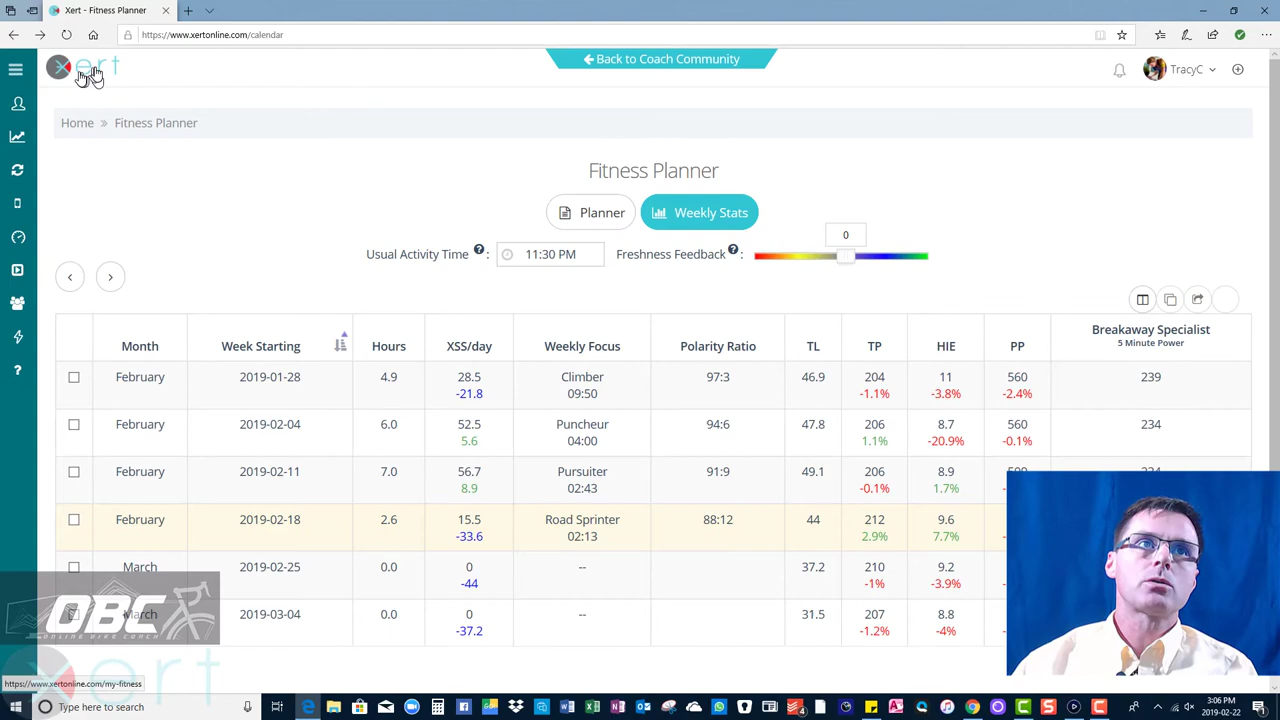 Xert - Fitness Planner
https://www.xertonline.com/calendar
xert
Back to Coach Community
TracyC
Home » Fitness Planner
Fitness Planner
Planner
Weekly Stats
0
Usual Activity Time ? :
11:30 PM
Freshness Feedback ? :
Month Week Starting Hours XSS/day Weekly Focus Polarity Ratio TL TP HIE PP Breakaway Specialist
5 Minute Power
February 2019-01-28 4.9 28.5 Climber 97:3 46.9 204 11 560 239
-21.8 09:50 -1.1% -3.8% -2.4%
February 2019-02-04 6.0 52.5 Puncheur 94:6 47.8 206 8.7 560 234
5.6 04:00 1.1% -20.9% -0.1%
February 2019-02-11 7.0 56.7 Pursuiter 91:9 49.1 206 8.9
8.9 02:43 -0.1% 1.7%
February 2019-02-18 2.6 15.5 Road Sprinter 88:12 44 212 9.6
-33.6 02:13 2.9% 7.7%
March 2019-02-25 0.0 0 -- 37.2 210 9.2
-44 -1% -3.9%
March 2019-03-04 0.0 0 -- 31.5 207 8.8
-37.2 -1.2% -4%
OBC
ONLINE BIKE COACH
xert
https://www.xertonline.com/my-fitness
Type here to search
3:06 PM
2019-02-22